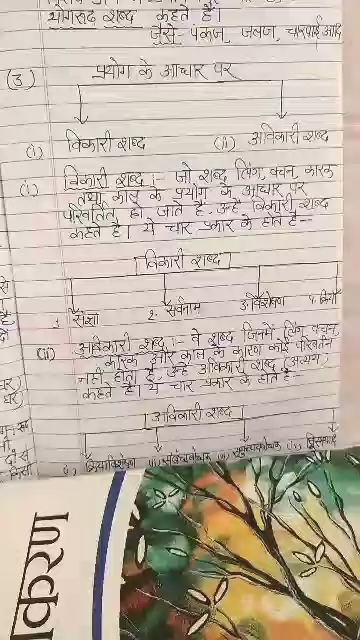 योगरूढ़ शब्द कहते हैं।
जैसे - पंकज, जलज, चारपाई आदि
(3) प्रयोग के आधार पर
(i) विकारी शब्द (ii) अविकारी शब्द
(i) विकारी शब्द :- जो शब्द लिंग, वचन, कारक
तथा काल के प्रयोग के आधार पर
परिवर्तित हो जाते हैं, उन्हें विकारी शब्द
कहते हैं। ये चार प्रकार के होते हैं -
विकारी शब्द
1. संज्ञा 2. सर्वनाम 3. विशेषण 4. क्रिया
(ii) अविकारी शब्द :- वे शब्द जिनमें लिंग, वचन,
कारक और काल के कारण कोई परिवर्तन
नहीं होता है, उन्हें अविकारी शब्द (अव्यय)
कहते हैं। ये चार प्रकार के होते हैं -
अविकारी शब्द
(i) क्रियाविशेषण (ii) संबंधबोधक (iii) समुच्चयबोधक (iv)
करण